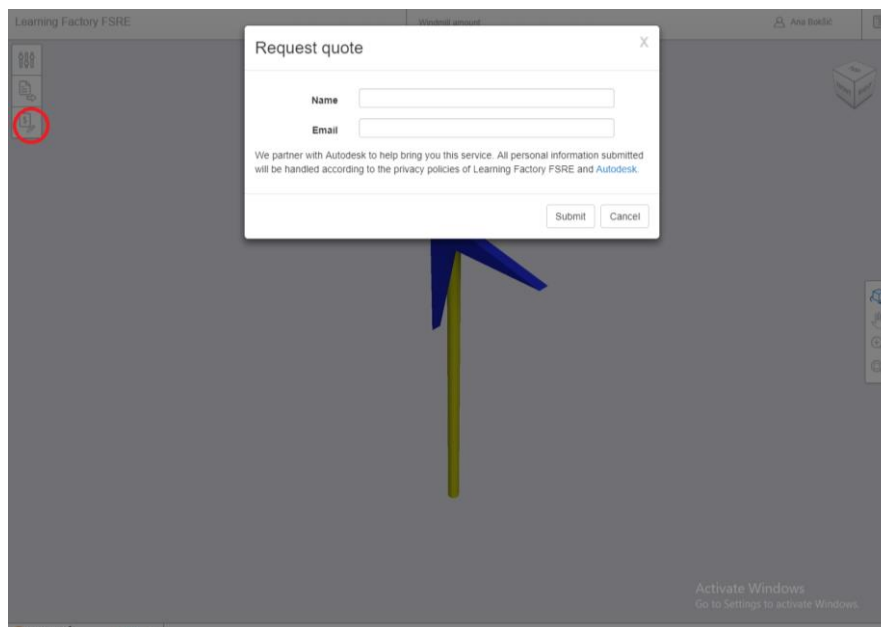 Learning Factory FSRE
Windmill amount
Request quote
X
Name
Email
We partner with Autodesk to help bring you this service. All personal information submitted
will be handled according to the privacy policies of Learning Factory FSRE and Autodesk.
Submit
Cancel
Activate Windows
Go to Settings to activate Windows.